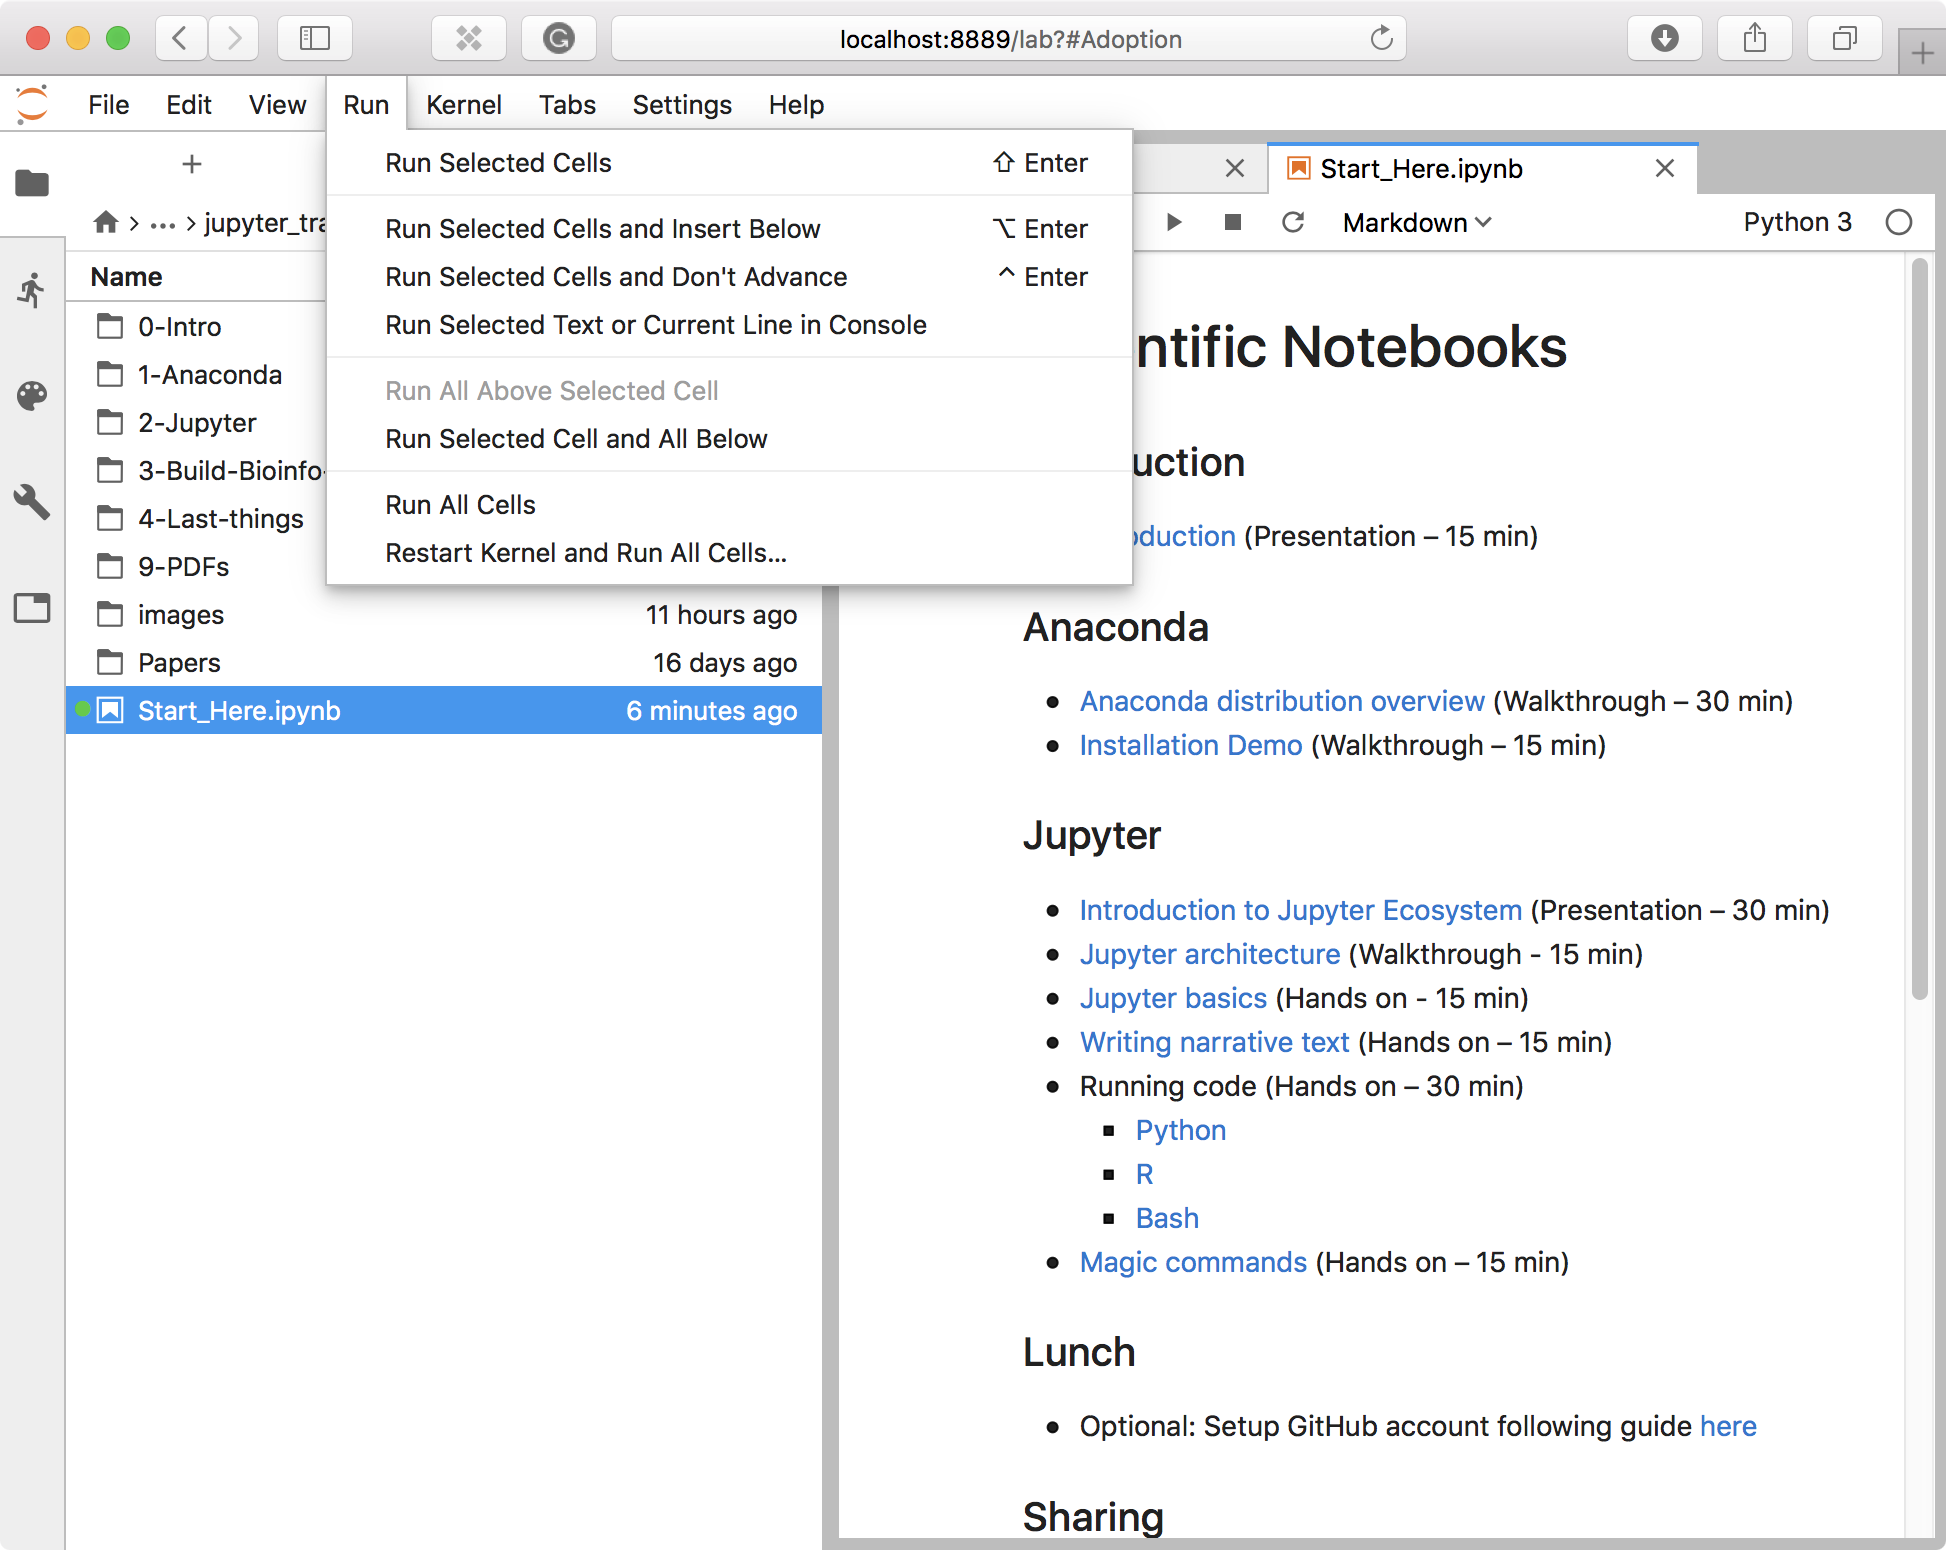 localhost:8889/lab?#Adoption
File Edit View Run Kernel Tabs Settings Help
Run Selected Cells ⇧ Enter
Run Selected Cells and Insert Below ⌥ Enter
Run Selected Cells and Don't Advance ^ Enter
Run Selected Text or Current Line in Console
Run All Above Selected Cell
Run Selected Cell and All Below
Run All Cells
Restart Kernel and Run All Cells...
Name
0-Intro
1-Anaconda
2-Jupyter
3-Build-Bioinfo-
4-Last-things
9-PDFs
images 11 hours ago
Papers 16 days ago
Start_Here.ipynb 6 minutes ago
Start_Here.ipynb
Markdown Python 3
Notebooks
(Presentation – 15 min)
Anaconda
Anaconda distribution overview (Walkthrough – 30 min)
Installation Demo (Walkthrough – 15 min)
Jupyter
Introduction to Jupyter Ecosystem (Presentation – 30 min)
Jupyter architecture (Walkthrough - 15 min)
Jupyter basics (Hands on - 15 min)
Writing narrative text (Hands on – 15 min)
Running code (Hands on – 30 min)
Python
R
Bash
Magic commands (Hands on – 15 min)
Lunch
Optional: Setup GitHub account following guide here
Sharing